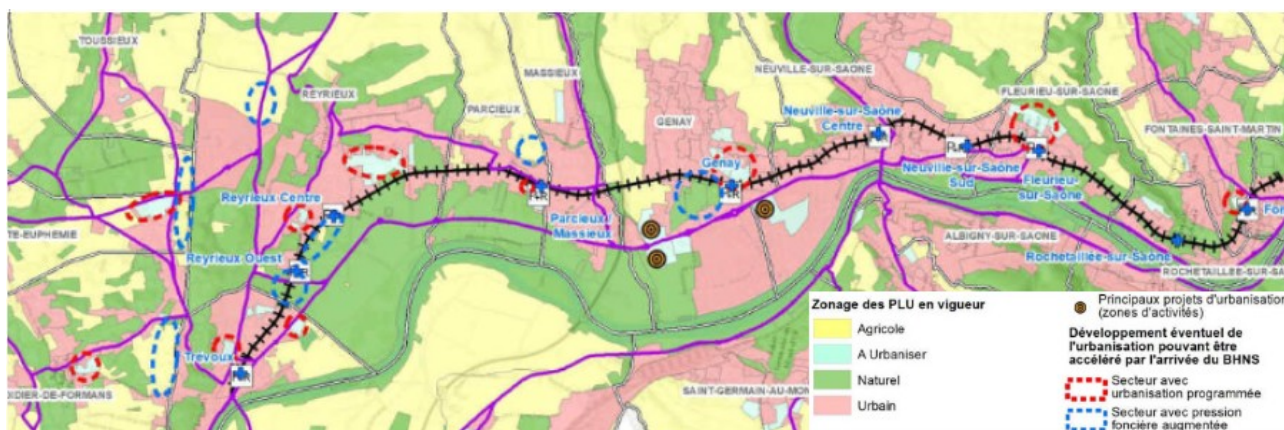 TOUSSIEUX
REYRIEUX
PARCIEUX
MASSIEUX
GENAY
NEUVILLE-SUR-SAONE
FLEURIEU-SUR-SAONE
FONTAINES-SAINT-MARTIN
Neuville-sur-Saône
Centre
Genay
Reyrieux Centre
Parcieux /
Massieux
Neuville-sur-Saône
Sud
Fleurieu-
sur-Saône
Fon
TE-EUPHEMIE
Reyrieux Ouest
ALBIGNY-SUR-SAONE
Rochetaillée-sur-Saône
ROCHETAILLEE-SUR-SA
Trévoux
IDIER-DE-FORMANS
SAINT-GERMAIN-AU-MON
Zonage des PLU en vigueur
Agricole
A Urbaniser
Naturel
Urbain
Principaux projets d'urbanisation
(zones d'activités)
Développement éventuel de
l'urbanisation pouvant être
accéléré par l'arrivée du BHNS
Secteur avec
urbanisation programmée
Secteur avec pression
foncière augmentée